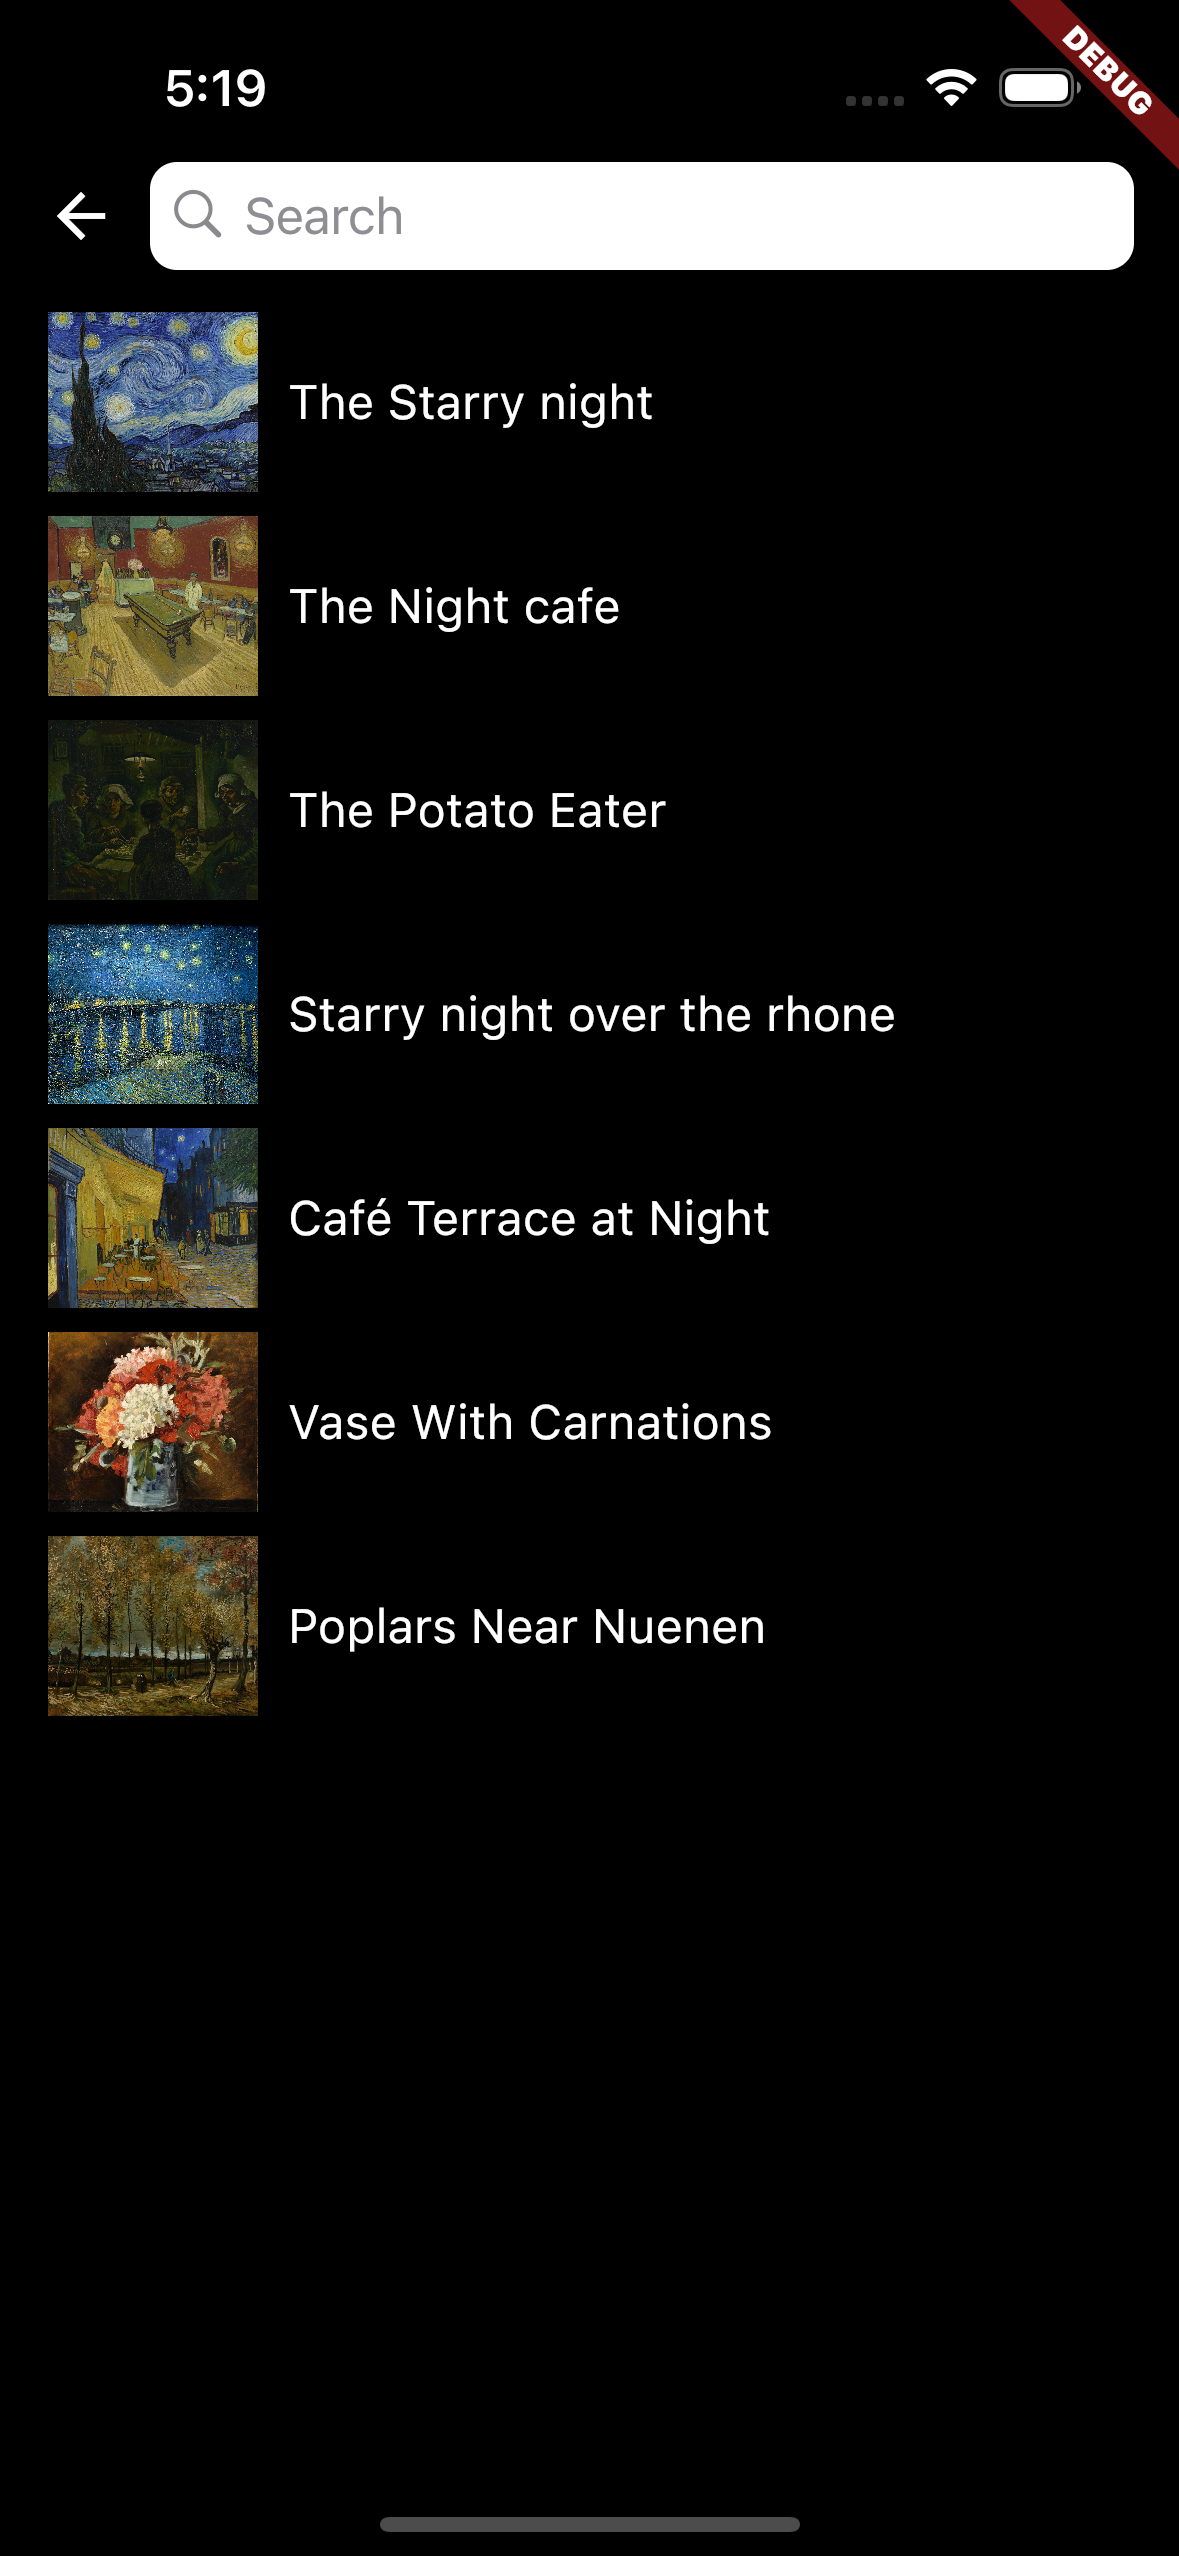 5:19
DEBUG
Search
The Starry night
The Night cafe
The Potato Eater
Starry night over the rhone
Café Terrace at Night
Vase With Carnations
Poplars Near Nuenen